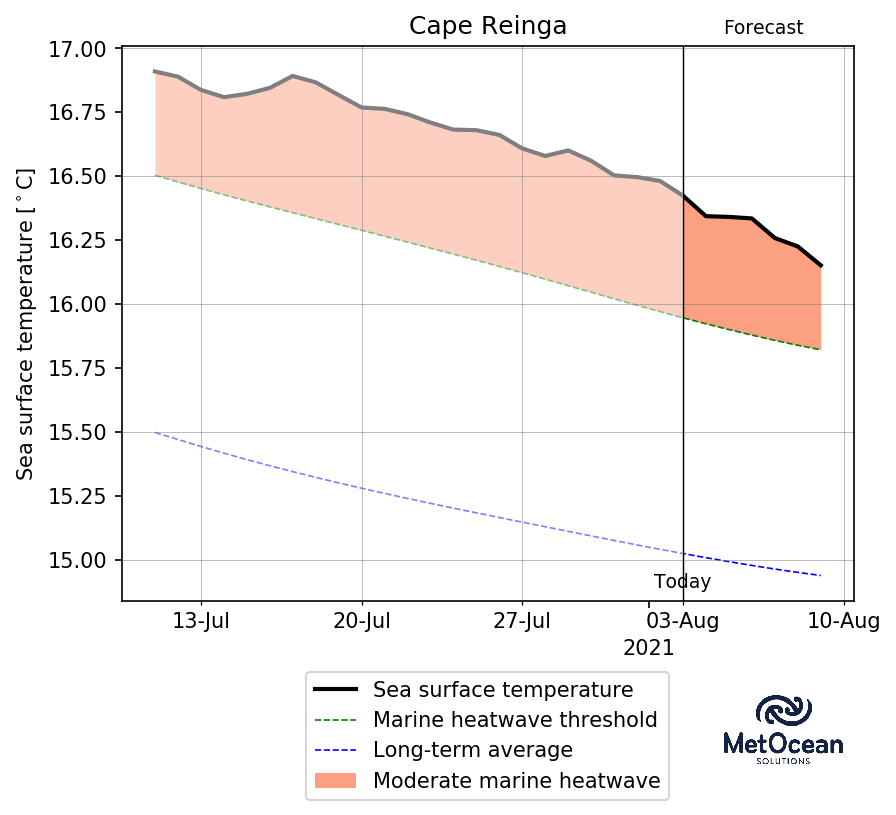 Cape Reinga
Forecast
17.00
16.75
16.50
16.25
16.00
15.75
15.50
15.25
15.00
Sea surface temperature [°C]
Today
13-Jul 20-Jul 27-Jul 03-Aug 10-Aug
2021
Sea surface temperature
Marine heatwave threshold
Long-term average
Moderate marine heatwave
MetOcean
SOLUTIONS